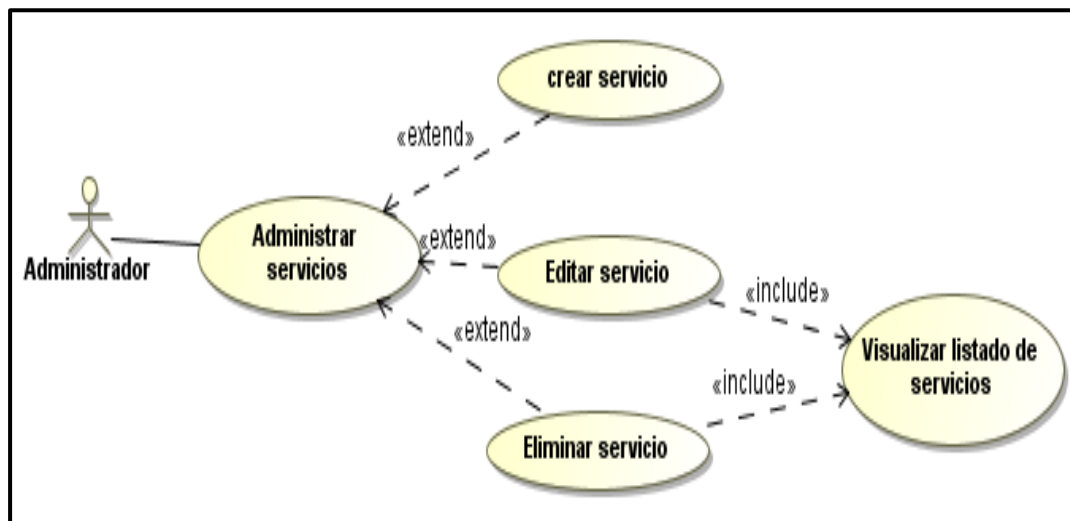 crear servicio
«extend»
Administrador
Administrar
servicios
«extend»
Editar servicio
«include»
«extend»
Visualizar listado de
servicios
«include»
Eliminar servicio